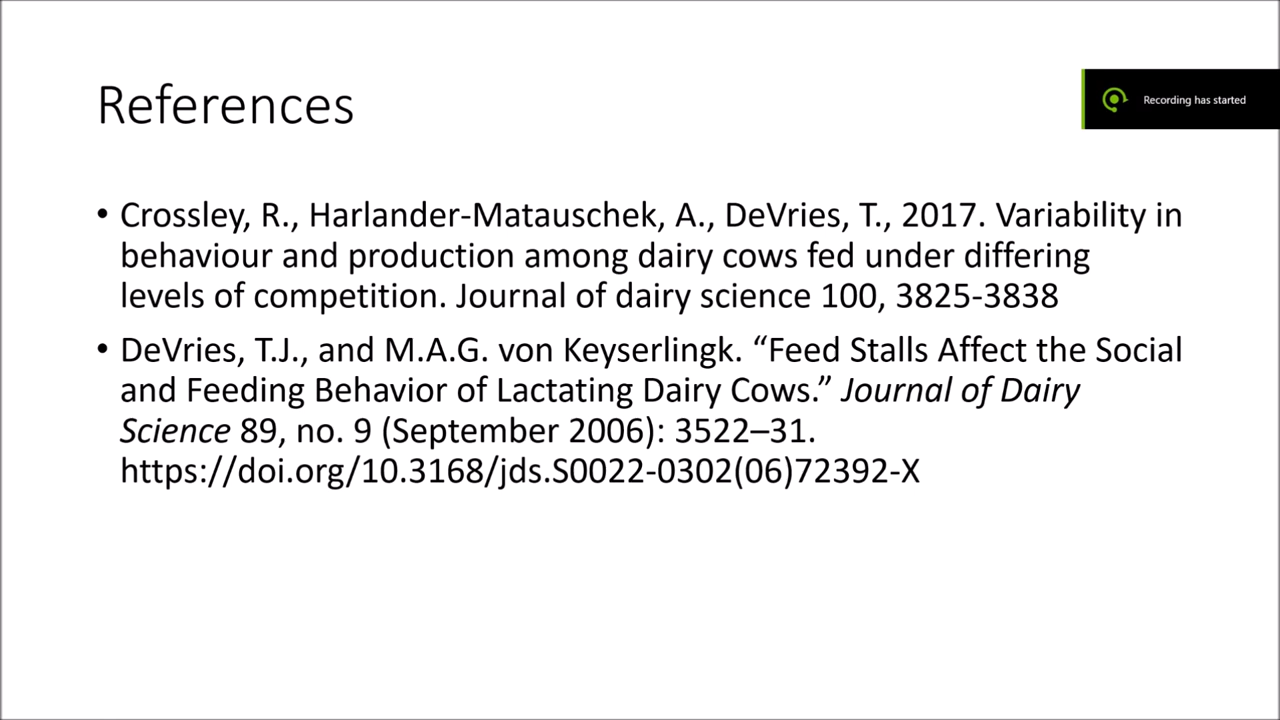 References
Recording has started
• Crossley, R., Harlander-Matauschek, A., DeVries, T., 2017. Variability in
behaviour and production among dairy cows fed under differing
levels of competition. Journal of dairy science 100, 3825-3838
• DeVries, T.J., and M.A.G. von Keyserlingk. “Feed Stalls Affect the Social
and Feeding Behavior of Lactating Dairy Cows.” Journal of Dairy
Science 89, no. 9 (September 2006): 3522–31.
https://doi.org/10.3168/jds.S0022-0302(06)72392-X